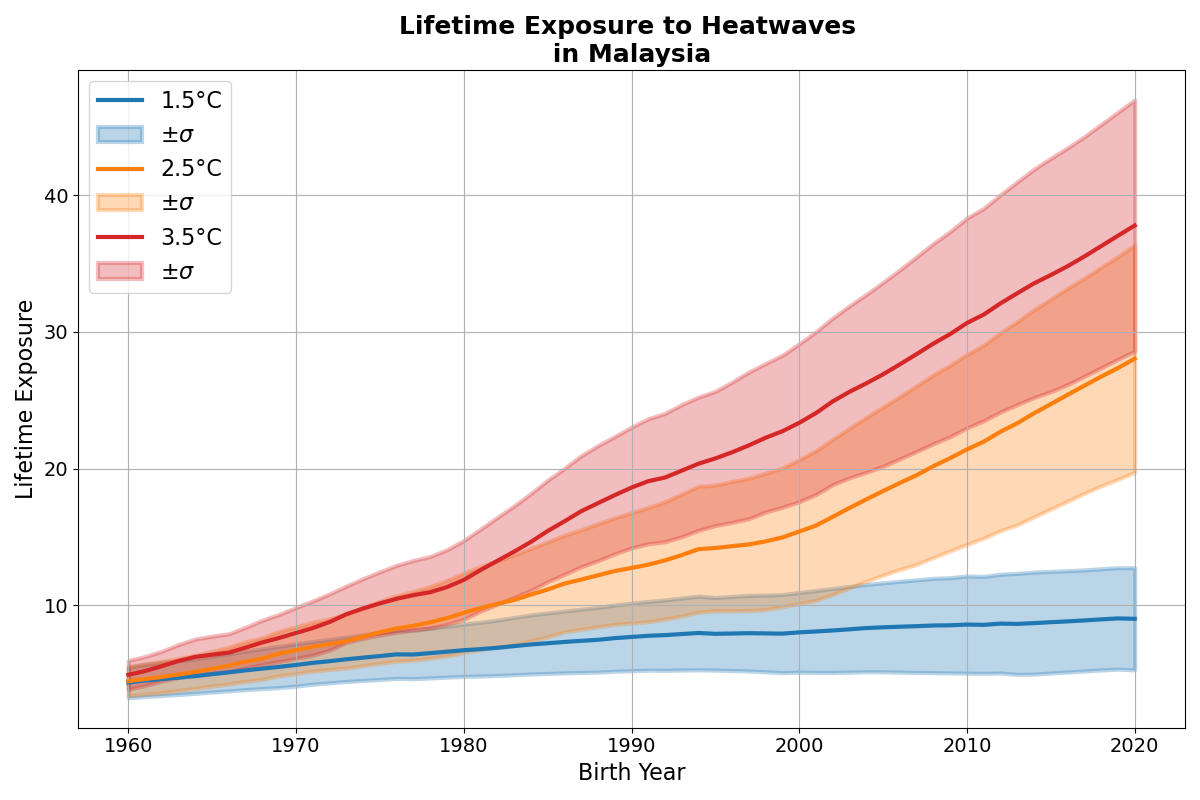 Lifetime Exposure to Heatwaves
in Malaysia
1.5°C
±σ
2.5°C
±σ
3.5°C
±σ
Lifetime Exposure
40
30
20
10
1960 1970 1980 1990 2000 2010 2020
Birth Year